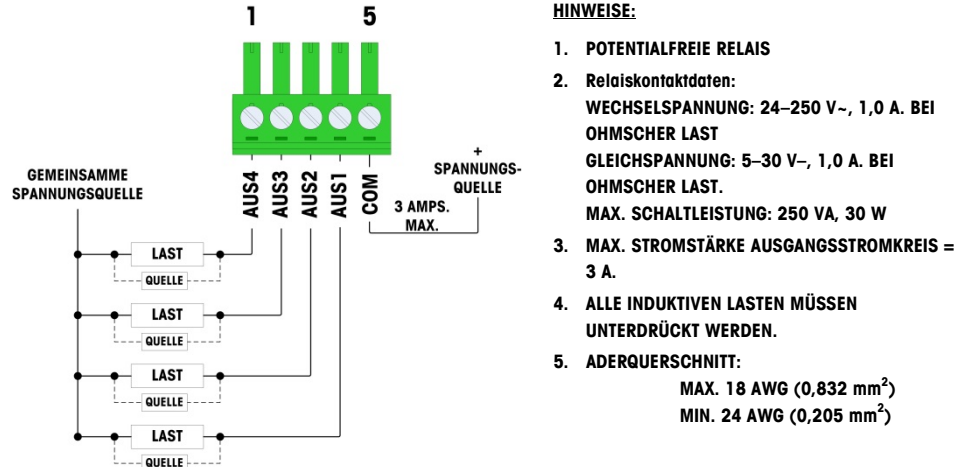 1 5
AUS4
AUS3
AUS2
AUS1
COM
GEMEINSAMME
SPANNUNGSQUELLE
+
SPANNUNGS-
QUELLE
3 AMPS.
MAX.
LAST
QUELLE
LAST
QUELLE
LAST
QUELLE
LAST
QUELLE
HINWEISE:
1. POTENTIALFREIE RELAIS
2. Relaiskontaktdaten:
WECHSELSPANNUNG: 24–250 V~, 1,0 A. BEI
OHMSCHER LAST
GLEICHSPANNUNG: 5–30 V–, 1,0 A. BEI
OHMSCHER LAST.
MAX. SCHALTLEISTUNG: 250 VA, 30 W
3. MAX. STROMSTÄRKE AUSGANGSSTROMKREIS =
3 A.
4. ALLE INDUKTIVEN LASTEN MÜSSEN
UNTERDRÜCKT WERDEN.
5. ADERQUERSCHNITT:
MAX. 18 AWG (0,832 mm²)
MIN. 24 AWG (0,205 mm²)